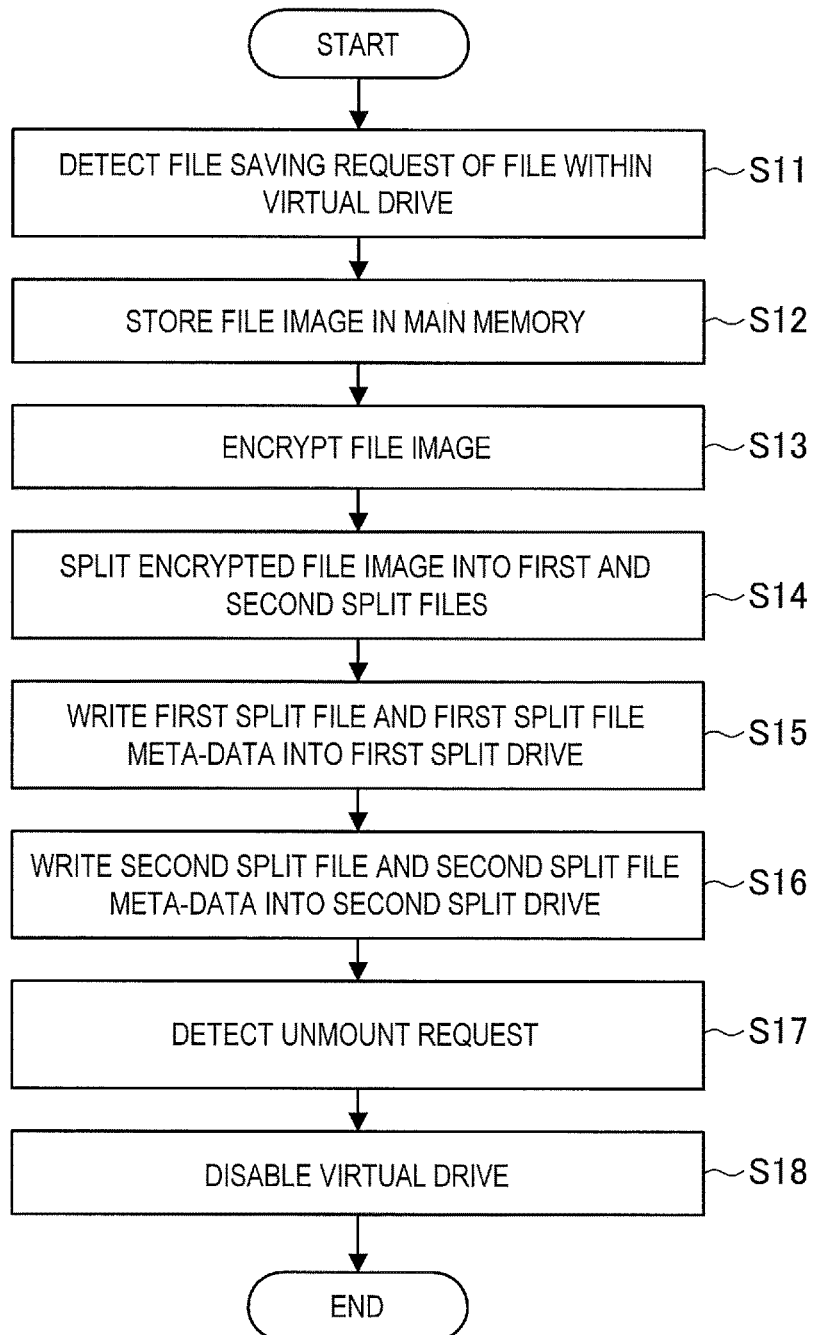 START
DETECT FILE SAVING REQUEST OF FILE WITHIN
VIRTUAL DRIVE
S11
STORE FILE IMAGE IN MAIN MEMORY
S12
ENCRYPT FILE IMAGE
S13
SPLIT ENCRYPTED FILE IMAGE INTO FIRST AND
SECOND SPLIT FILES
S14
WRITE FIRST SPLIT FILE AND FIRST SPLIT FILE
META-DATA INTO FIRST SPLIT DRIVE
S15
WRITE SECOND SPLIT FILE AND SECOND SPLIT FILE
META-DATA INTO SECOND SPLIT DRIVE
S16
DETECT UNMOUNT REQUEST
S17
DISABLE VIRTUAL DRIVE
S18
END